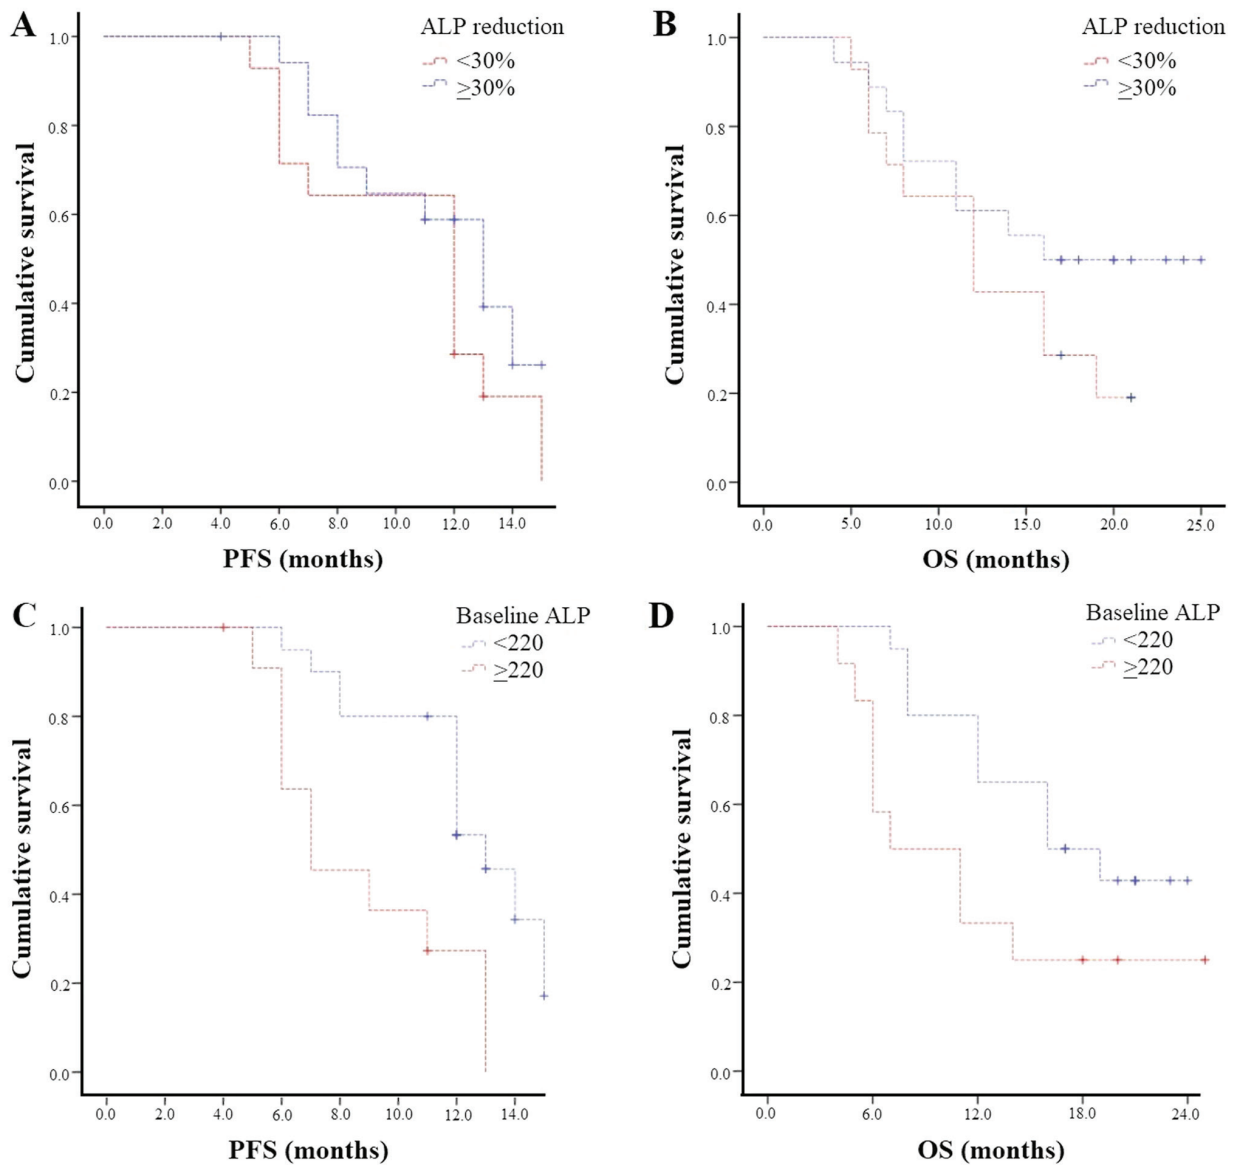 A
ALP reduction
<30%
≥30%
Cumulative survival
1.0
0.8
0.6
0.4
0.2
0.0
0.0 2.0 4.0 6.0 8.0 10.0 12.0 14.0
PFS (months)
B
ALP reduction
<30%
≥30%
Cumulative survival
1.0
0.8
0.6
0.4
0.2
0.0
0.0 5.0 10.0 15.0 20.0 25.0
OS (months)
C
Baseline ALP
<220
≥220
Cumulative survival
1.0
0.8
0.6
0.4
0.2
0.0
0.0 2.0 4.0 6.0 8.0 10.0 12.0 14.0
PFS (months)
D
Baseline ALP
<220
≥220
Cumulative survival
1.0
0.8
0.6
0.4
0.2
0.0
0.0 6.0 12.0 18.0 24.0
OS (months)